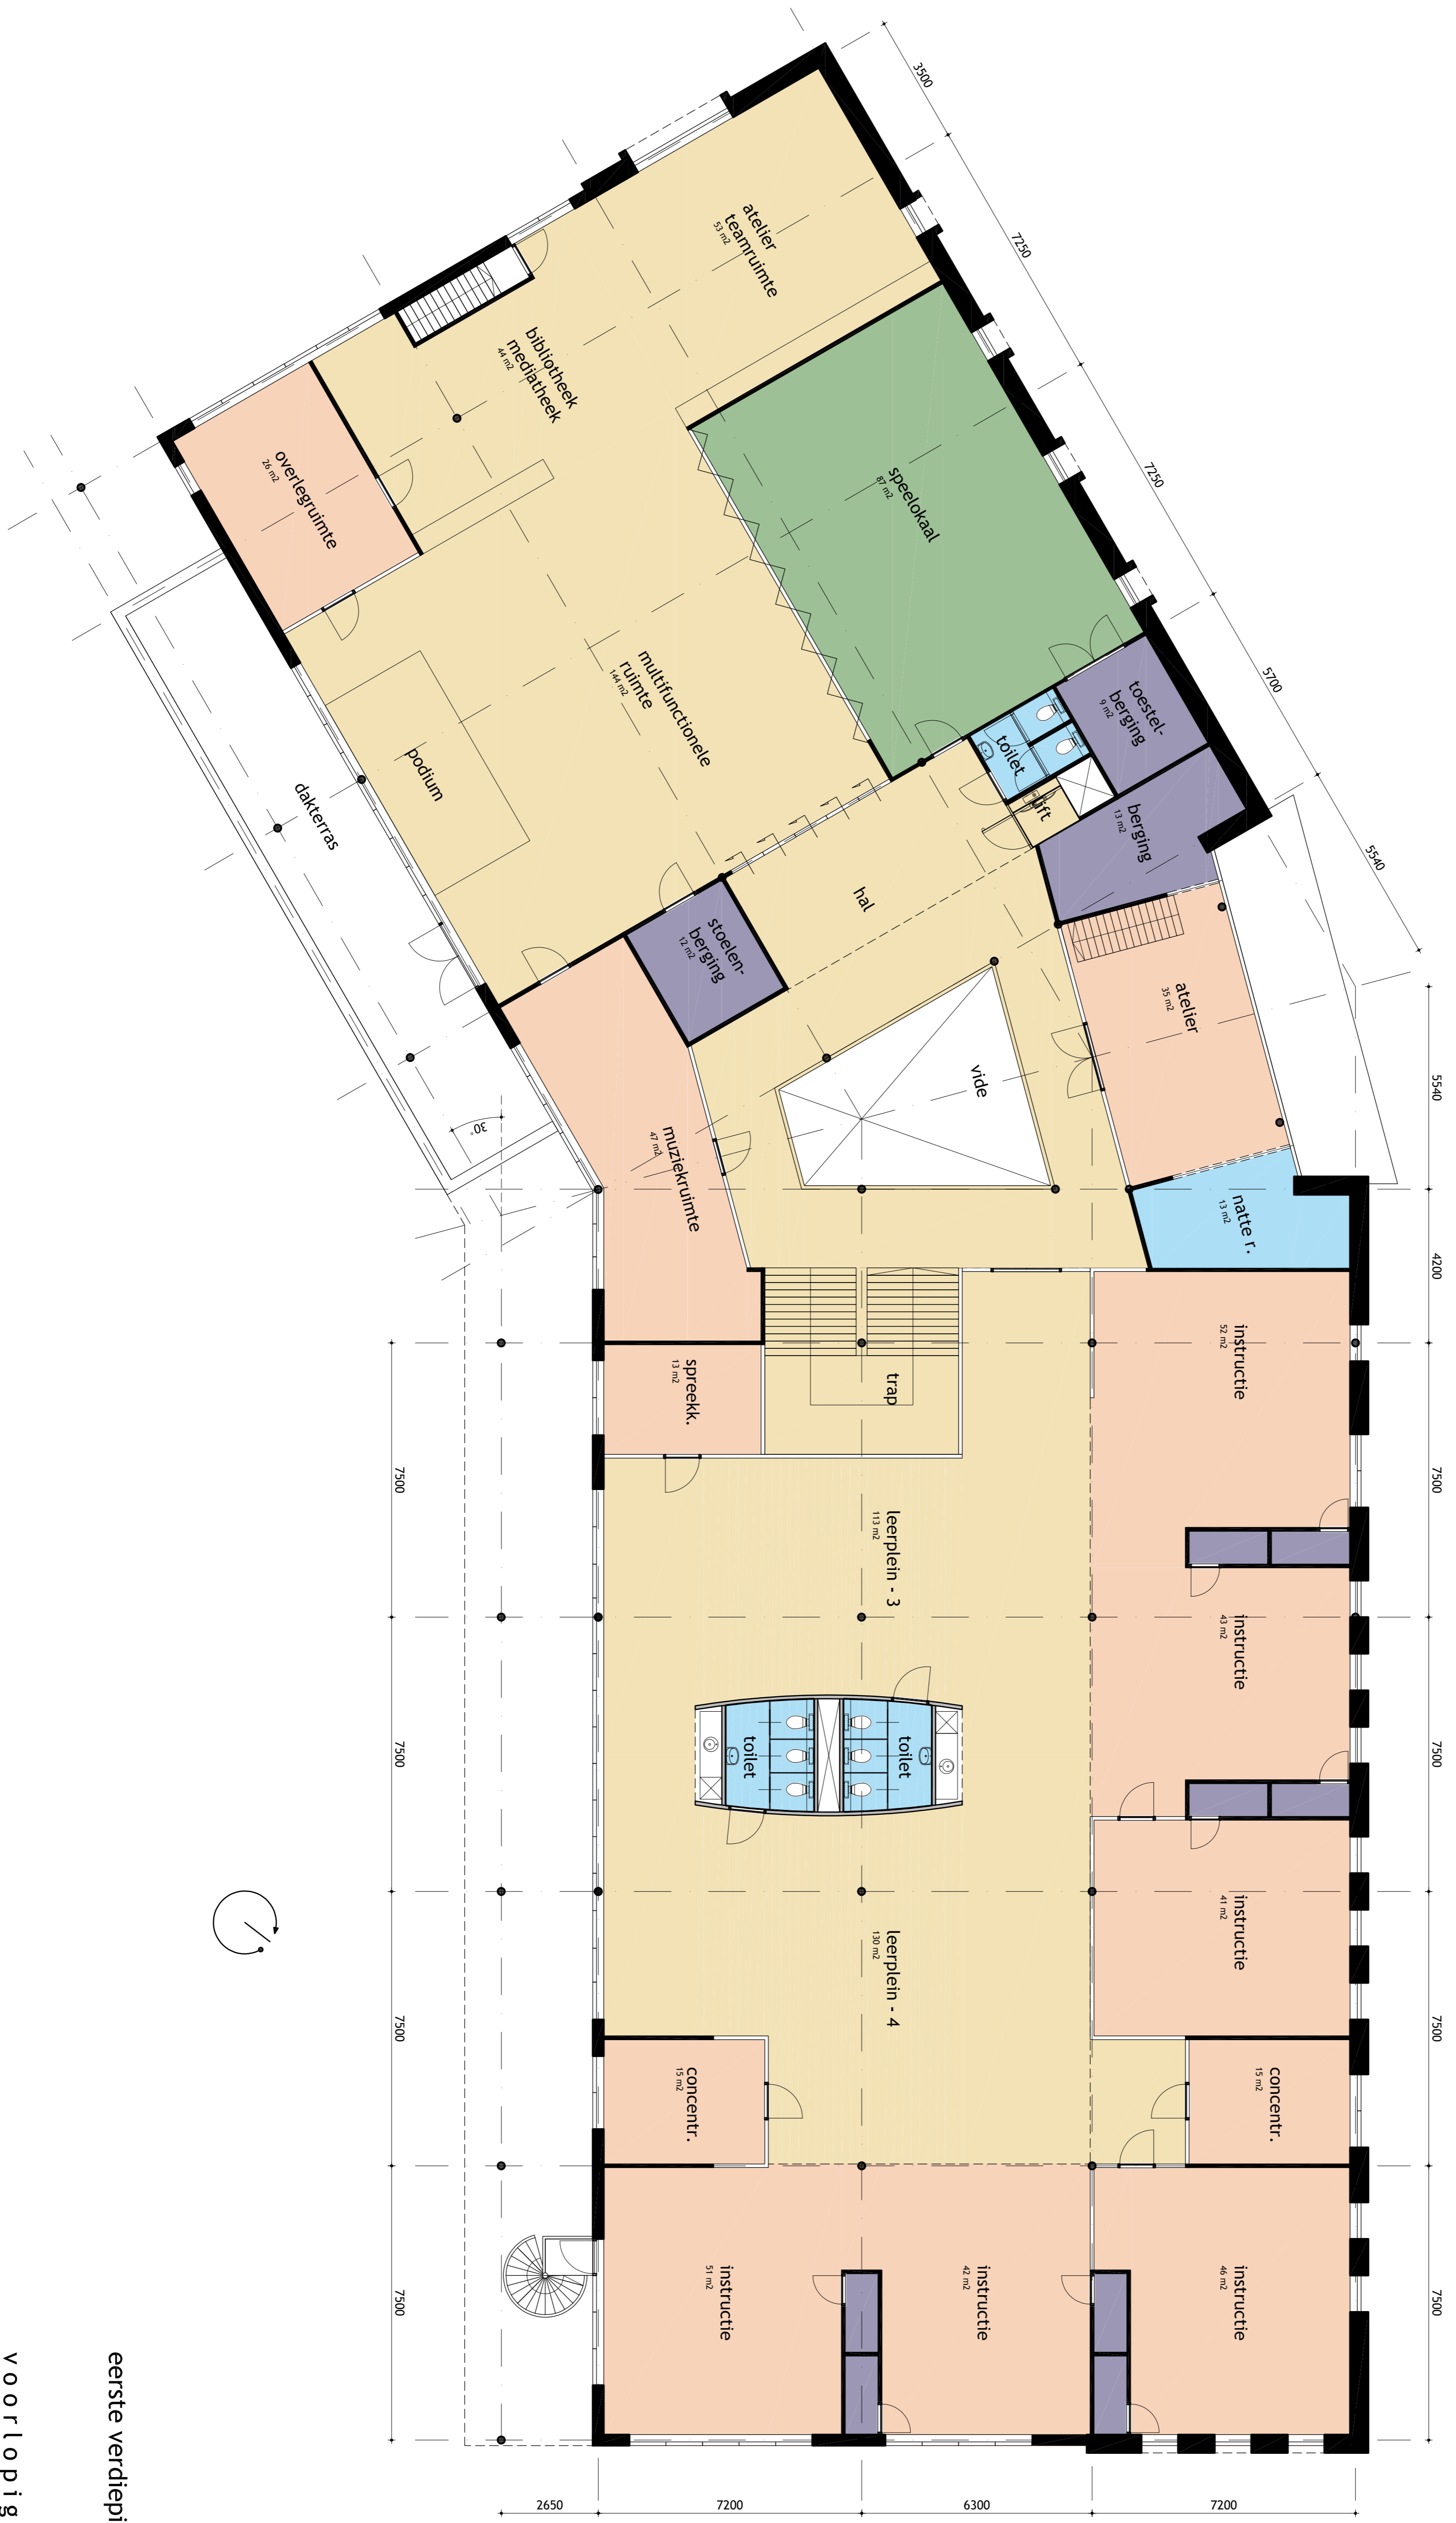 3500
7250
7250
5700
5540
5540
4200
7500
7500
7500
7500
atelier
teamruimte
53 m2
bibliotheek
mediatheek
44 m2
overlegruimte
26 m2
speelokaal
87 m2
multifunctionele
ruimte
144 m2
podium
dakterras
toestel-
berging
9 m2
toilet
lift
berging
13 m2
hal
stoelen-
berging
12 m2
atelier
35 m2
vide
muziekruimte
47 m2
30°
natte r.
13 m2
instructie
52 m2
trap
spreekk.
13 m2
leerplein - 3
113 m2
instructie
43 m2
toilet
toilet
instructie
41 m2
leerplein - 4
130 m2
concentr.
15 m2
concentr.
15 m2
instructie
51 m2
instructie
42 m2
instructie
46 m2
7500
7500
7500
7500
2650
7200
6300
7200
eerste verdiepi
voorlopig